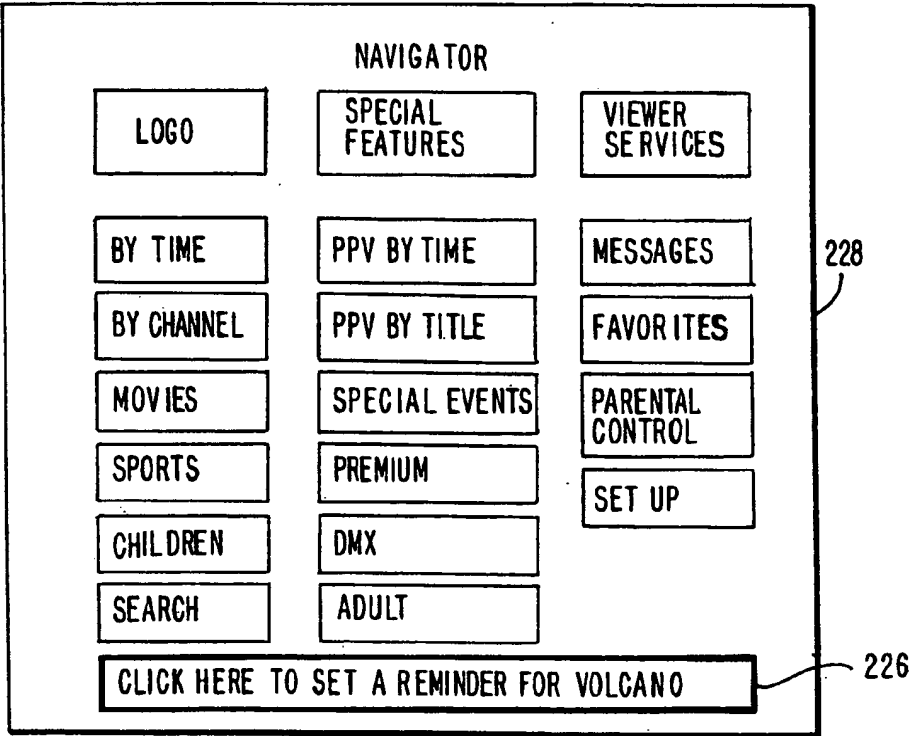 NAVIGATOR
LOGO
SPECIAL
FEATURES
VIEWER
SERVICES
BY TIME
PPV BY TIME
MESSAGES
BY CHANNEL
PPV BY TITLE
FAVORITES
MOVIES
SPECIAL EVENTS
PARENTAL
CONTROL
SPORTS
PREMIUM
SET UP
CHILDREN
DMX
SEARCH
ADULT
CLICK HERE TO SET A REMINDER FOR VOLCANO
228
226